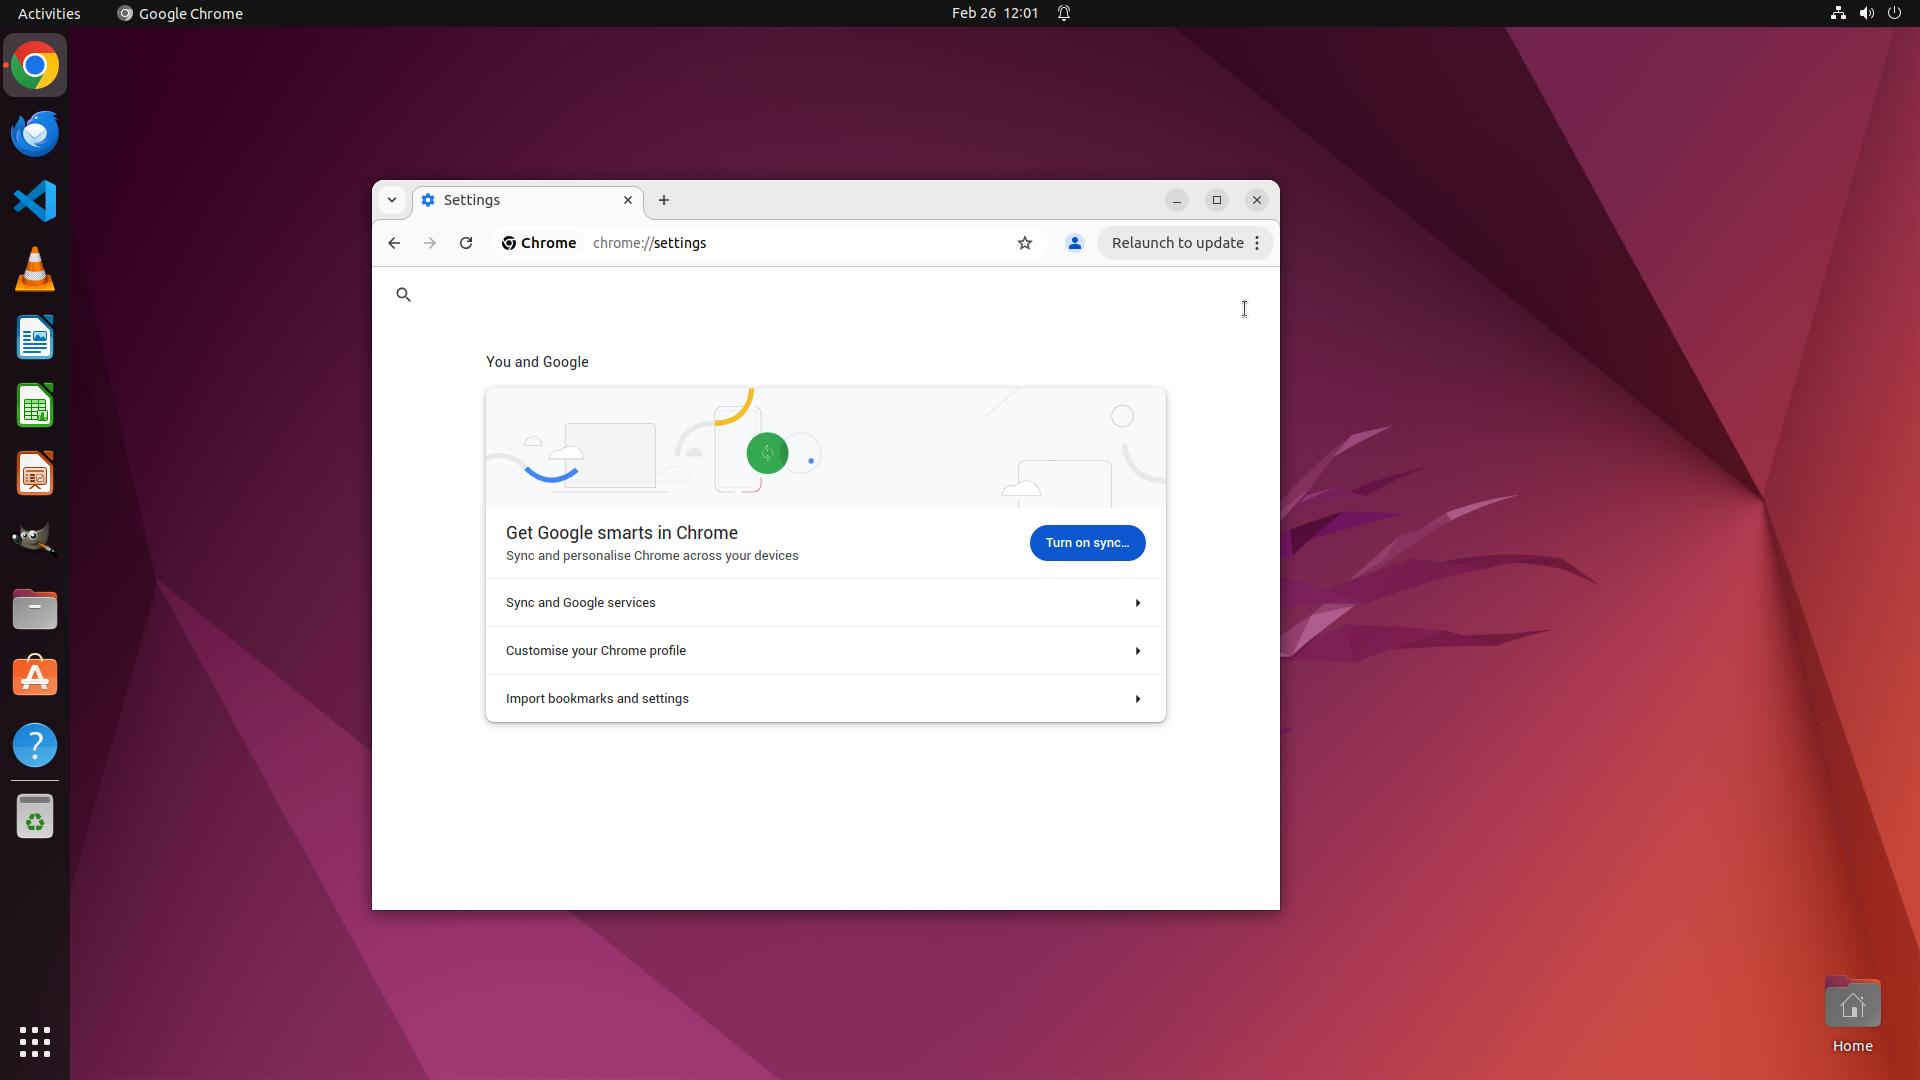 Activities
Google Chrome
Feb 26 12:01
Settings
Chrome
chrome://settings
Relaunch to update
You and Google
Get Google smarts in Chrome
Sync and personalise Chrome across your devices
Turn on sync...
Sync and Google services
Customise your Chrome profile
Import bookmarks and settings
Home